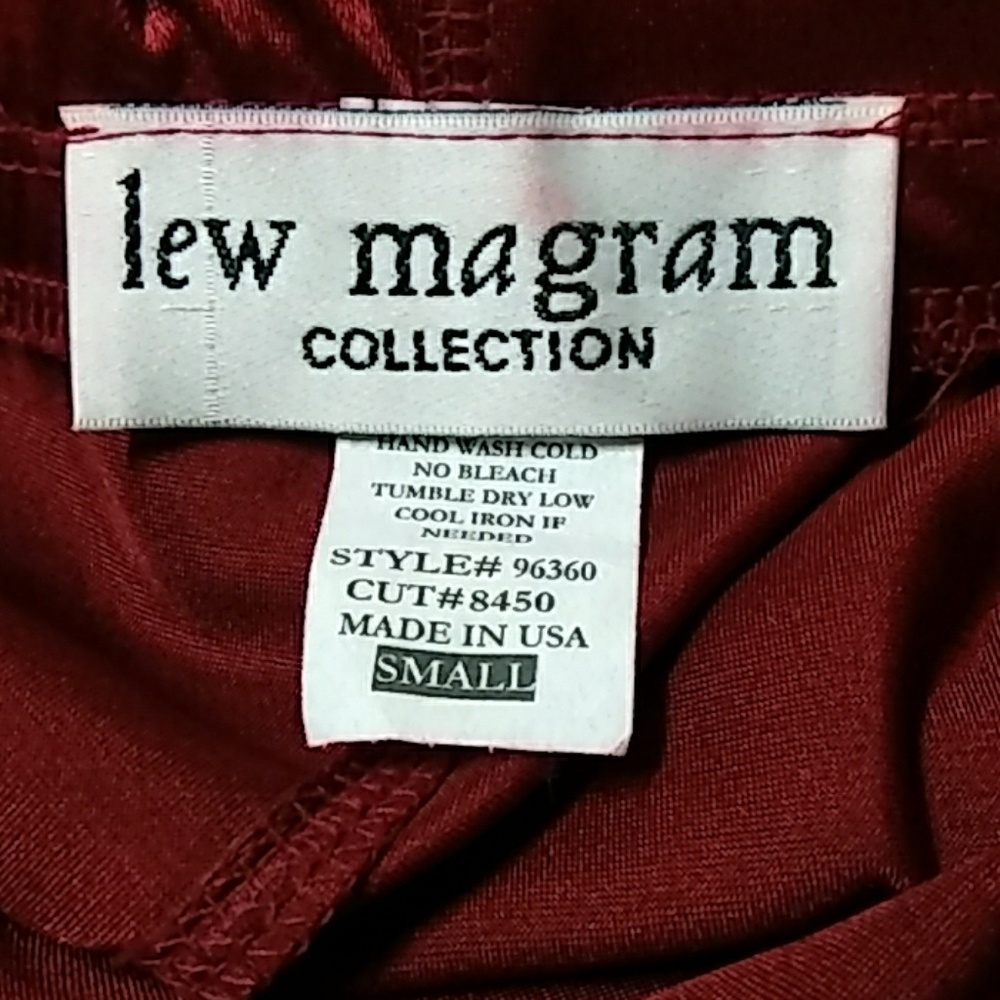 lew magram
COLLECTION
HAND WASH COLD
NO BLEACH
TUMBLE DRY LOW
COOL IRON IF
NEEDED
STYLE# 96360
CUT#8450
MADE IN USA
SMALL